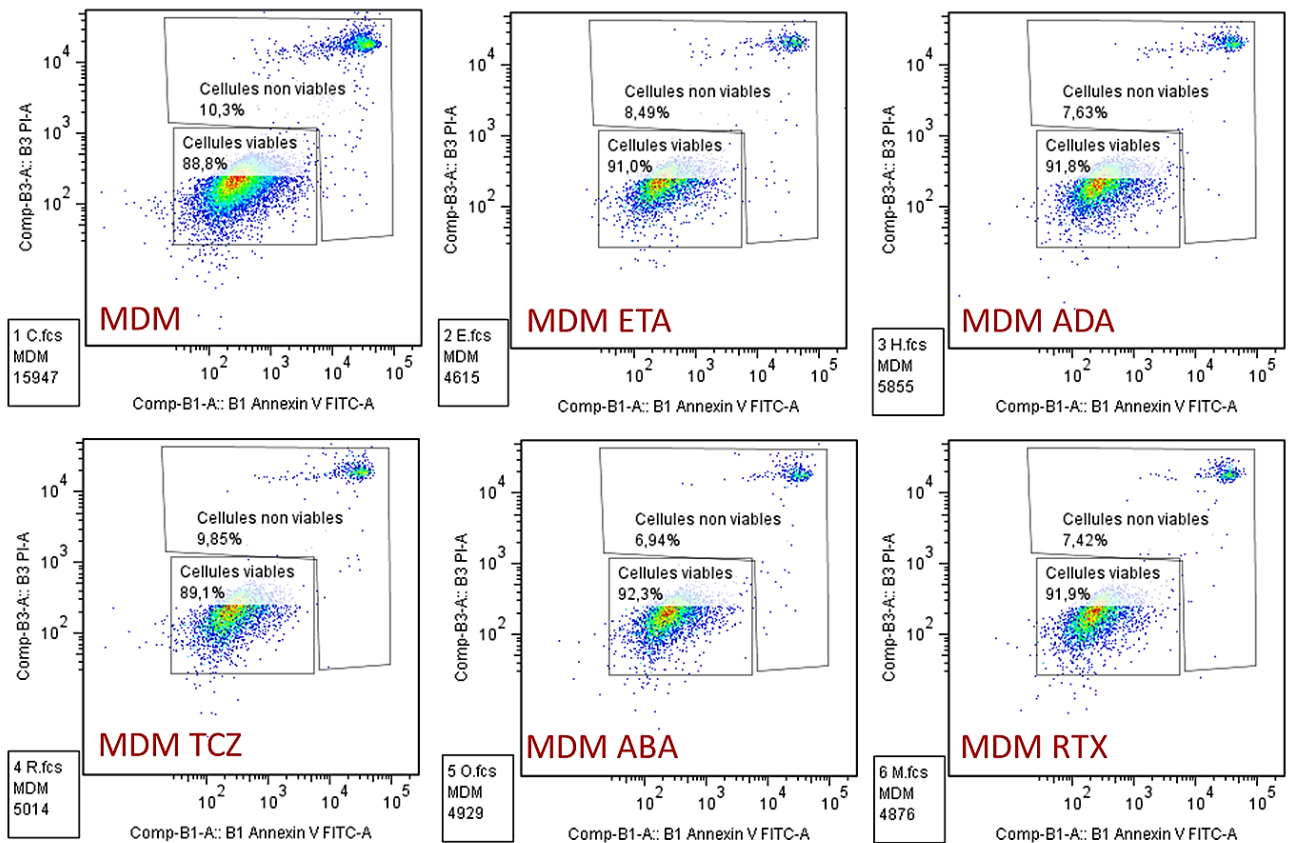 10⁴
10³
10²
Comp-B3-A:: B3 PI-A
Cellules non viables
10,3%
Cellules viables
88,8%
MDM
1 C.fcs
MDM
15947
10² 10³ 10⁴ 10⁵
Comp-B1-A:: B1 Annexin V FITC-A
10⁴
10³
10²
Comp-B3-A:: B3 PI-A
Cellules non viables
8,49%
Cellules viables
91,0%
MDM ETA
2 E.fcs
MDM
4615
10² 10³ 10⁴ 10⁵
Comp-B1-A:: B1 Annexin V FITC-A
10⁴
10³
10²
Comp-B3-A:: B3 PI-A
Cellules non viables
7,63%
Cellules viables
91,8%
MDM ADA
3 H.fcs
MDM
5855
10² 10³ 10⁴ 10⁵
Comp-B1-A:: B1 Annexin V FITC-A
10⁴
10³
10²
Comp-B3-A:: B3 PI-A
Cellules non viables
9,85%
Cellules viables
89,1%
MDM TCZ
4 R.fcs
MDM
5014
10² 10³ 10⁴ 10⁵
Comp-B1-A:: B1 Annexin V FITC-A
10⁴
10³
10²
Comp-B3-A:: B3 PI-A
Cellules non viables
6,94%
Cellules viables
92,3%
MDM ABA
5 O.fcs
MDM
4929
10² 10³ 10⁴ 10⁵
Comp-B1-A:: B1 Annexin V FITC-A
10⁴
10³
10²
Comp-B3-A:: B3 PI-A
Cellules non viables
7,42%
Cellules viables
91,9%
MDM RTX
6 M.fcs
MDM
4876
10² 10³ 10⁴ 10⁵
Comp-B1-A:: B1 Annexin V FITC-A